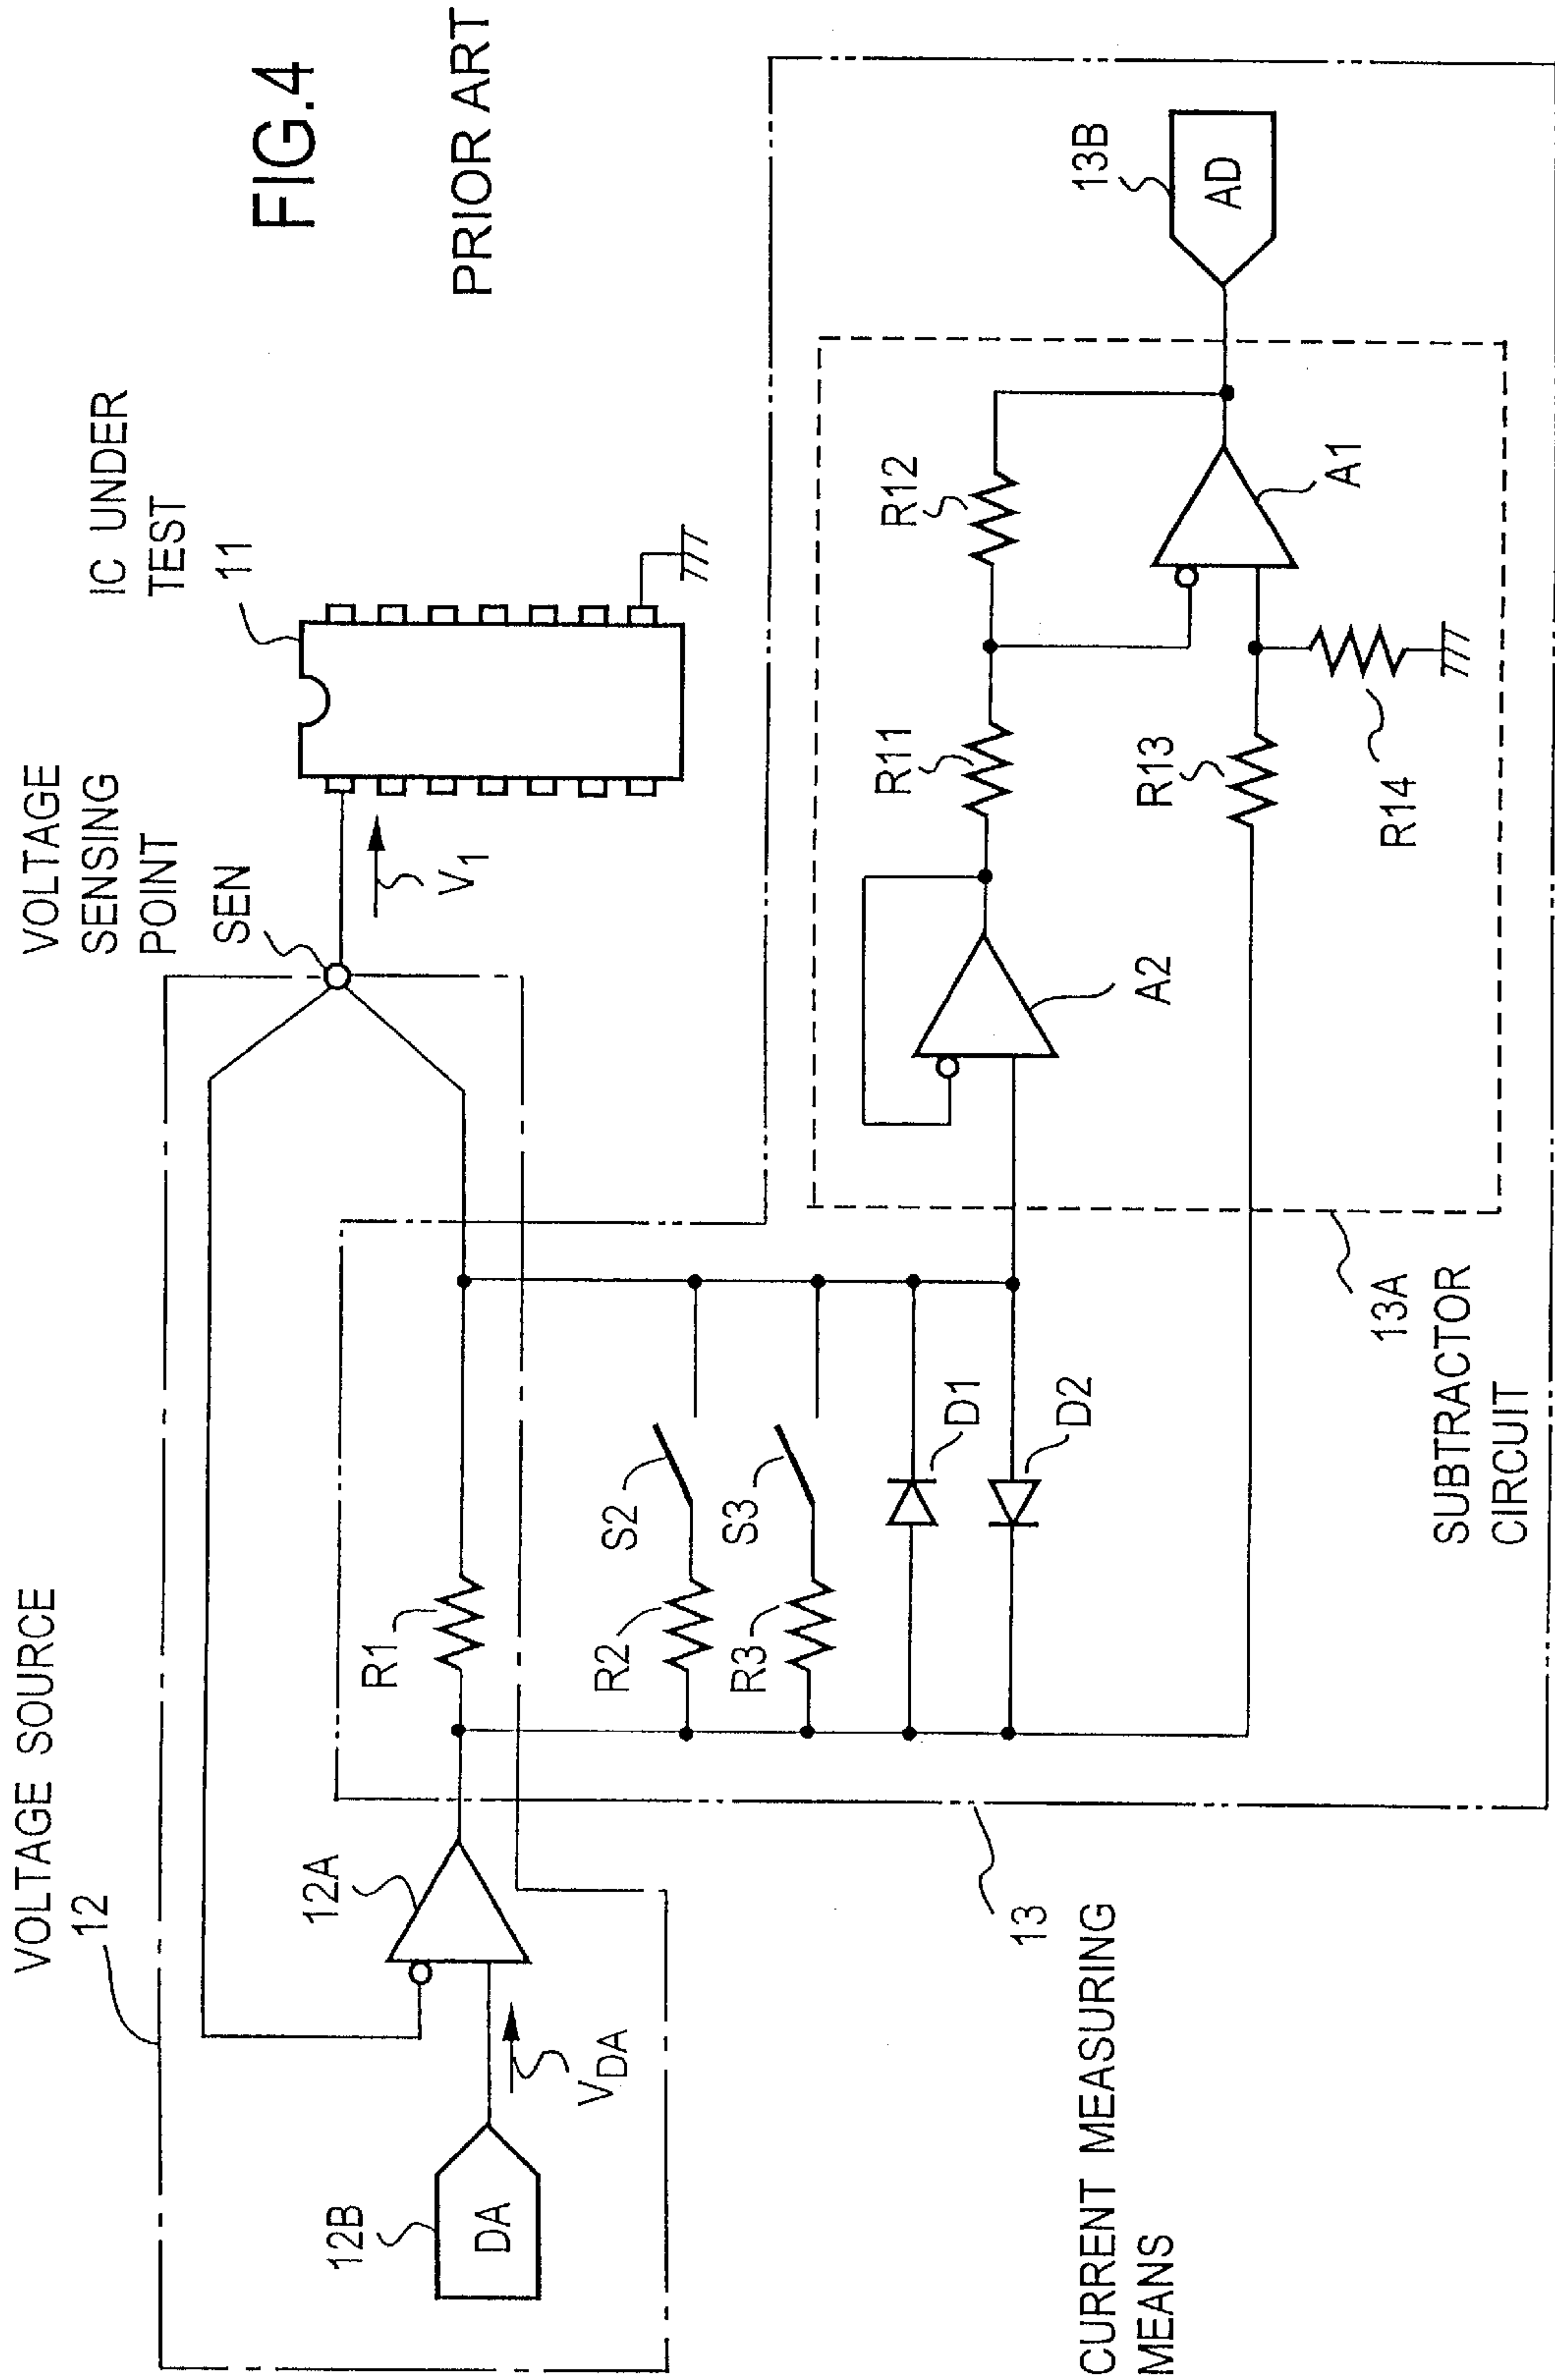 FIG.4
PRIOR ART
VOLTAGE SOURCE
12
VOLTAGE
SENSING
POINT
SEN
IC UNDER
TEST
11
V1
12B
DA
VDA
12A
R1
R2
S2
R3
S3
D1
D2
A2
R11
R12
R13
R14
A1
13B
AD
13A
SUBTRACTOR
CIRCUIT
13
CURRENT MEASURING
MEANS